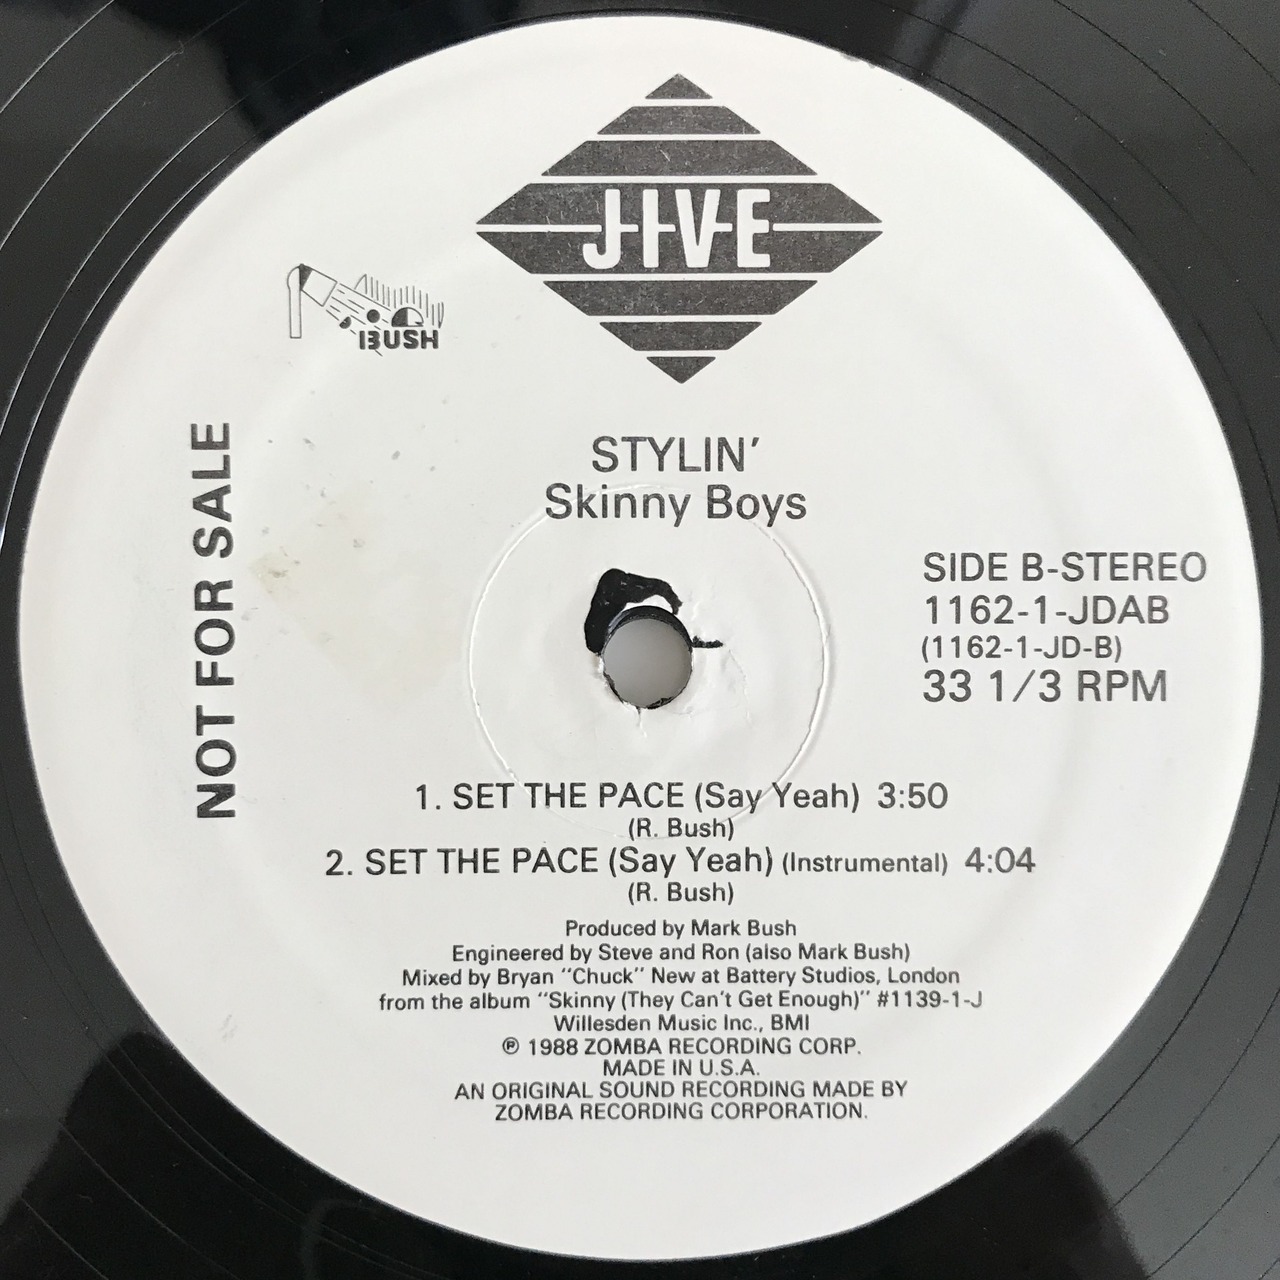 JIVE
BUSH
NOT FOR SALE
STYLIN'
Skinny Boys
SIDE B-STEREO
1162-1-JDAB
(1162-1-JD-B)
33 1/3 RPM
1. SET THE PACE (Say Yeah) 3:50
(R. Bush)
2. SET THE PACE (Say Yeah) (Instrumental) 4:04
(R. Bush)
Produced by Mark Bush
Engineered by Steve and Ron (also Mark Bush)
Mixed by Bryan "Chuck" New at Battery Studios, London
from the album "Skinny (They Can't Get Enough)" #1139-1-J
Willesden Music Inc., BMI
℗ 1988 ZOMBA RECORDING CORP.
MADE IN U.S.A.
AN ORIGINAL SOUND RECORDING MADE BY
ZOMBA RECORDING CORPORATION.